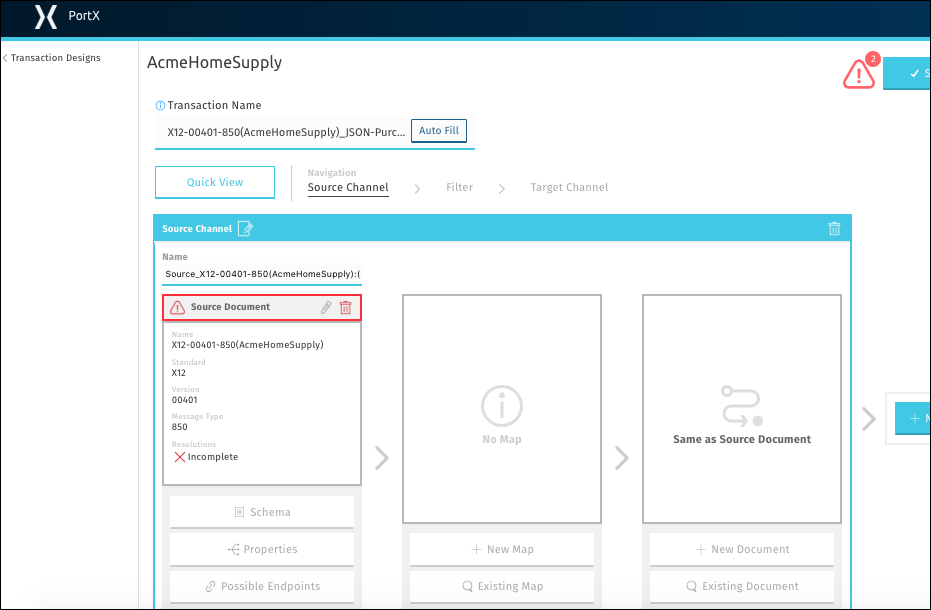 PortX
Transaction Designs
AcmeHomeSupply
2
Transaction Name
X12-00401-850(AcmeHomeSupply)_JSON-Purc...
Auto Fill
Quick View
Navigation
Source Channel
Filter
Target Channel
Source Channel
Name
Source_X12-00401-850(AcmeHomeSupply):(
Source Document
Name
X12-00401-850(AcmeHomeSupply)
Standard
X12
Version
00401
Message Type
850
Resolutions
Incomplete
No Map
Same as Source Document
Schema
New Map
New Document
Properties
Possible Endpoints
Existing Map
Existing Document